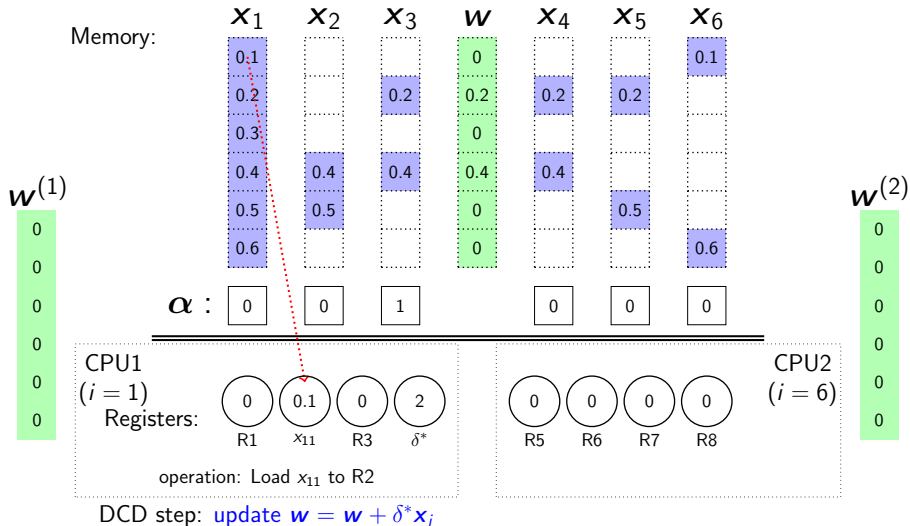 x1 x2 x3 w x4 x5 x6
Memory:
0.1 0 0.1
0.2 0.2 0.2 0.2 0.2
0.3 0
0.4 0.4 0.4 0.4 0.4
0.5 0.5 0 0.5
0.6 0 0.6
w(1)
0
0
0
0
0
0
w(2)
0
0
0
0
0
0
α : 0 0 1 0 0 0
CPU1
(i = 1)
Registers: 0 0.1 0 2
R1 x11 R3 δ*
operation: Load x11 to R2
CPU2
(i = 6)
0 0 0 0
R5 R6 R7 R8
DCD step: update w = w + δ*xi